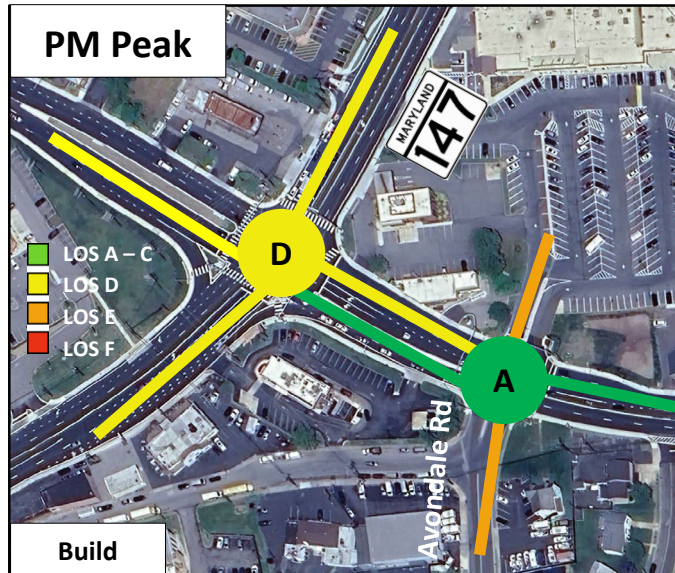 PM Peak
MARYLAND
147
D
LOS A – C
LOS D
LOS E
LOS F
A
Avondale Rd
Build